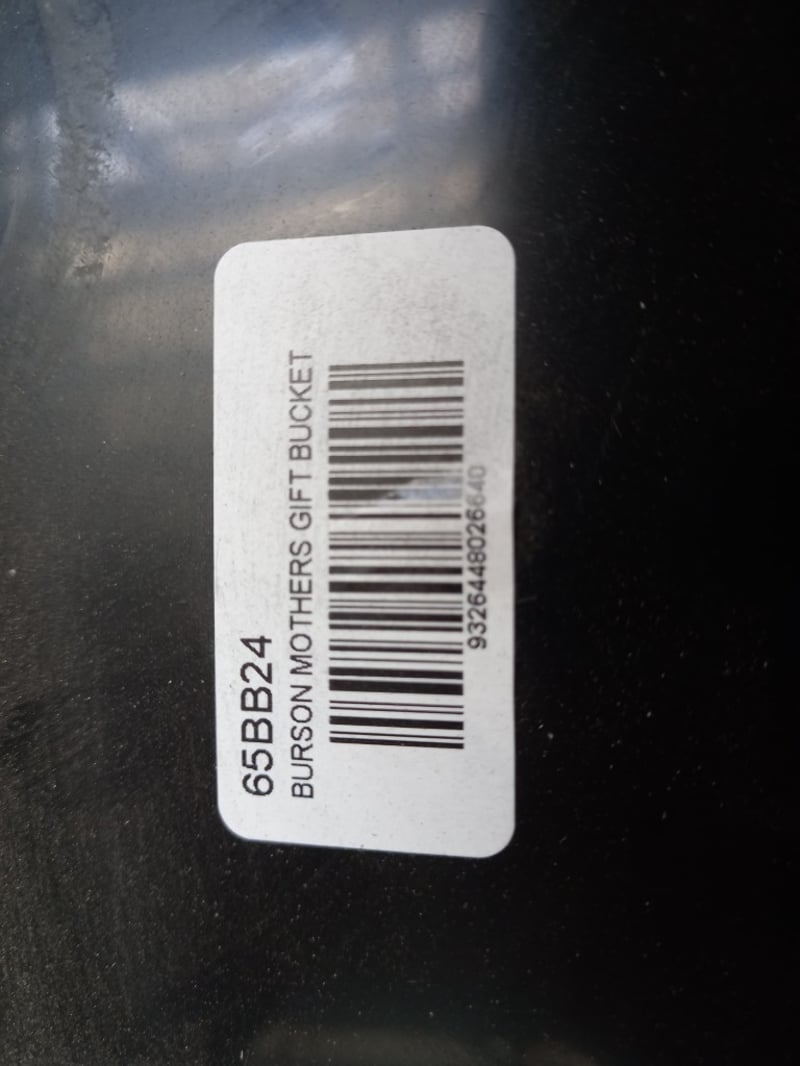 65BB24
BURSON MOTHERS GIFT BUCKET
9326448026640